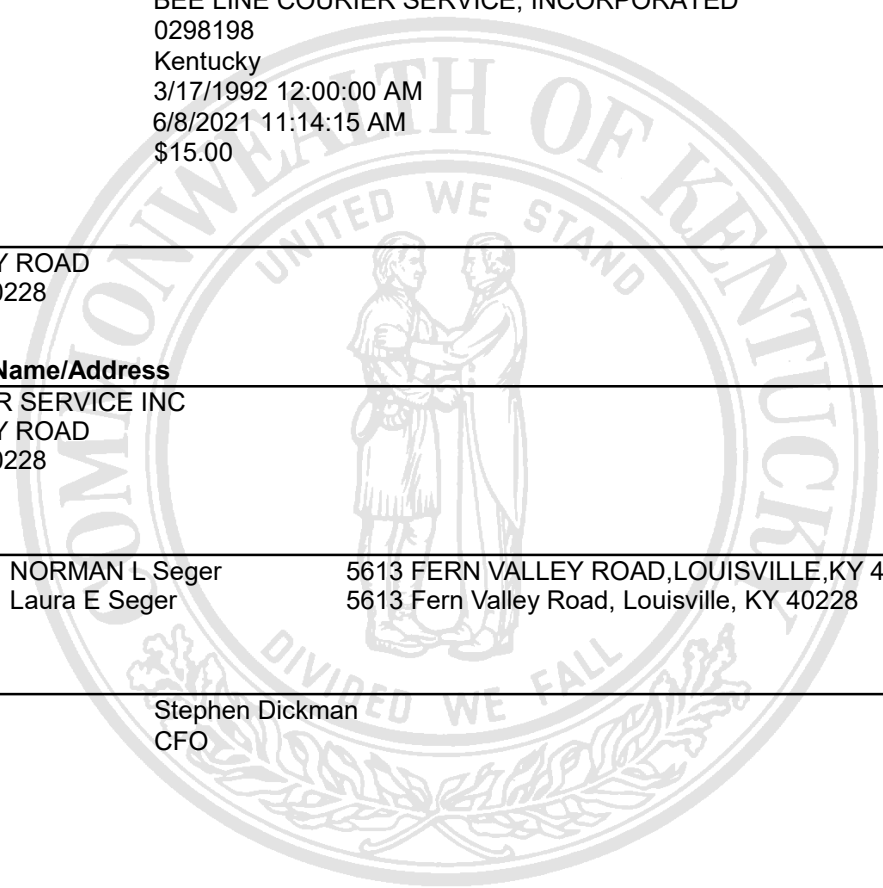 BEE LINE COURIER SERVICE, INCORPORATED
0298198
Kentucky
3/17/1992 12:00:00 AM
6/8/2021 11:14:15 AM
$15.00
Y ROAD
0228
Name/Address
R SERVICE INC
Y ROAD
0228
NORMAN L Seger 5613 FERN VALLEY ROAD,LOUISVILLE,KY 4
Laura E Seger 5613 Fern Valley Road, Louisville, KY 40228
Stephen Dickman
CFO
COMMONWEALTH OF KENTUCKY
UNITED WE STAND
DIVIDED WE FALL